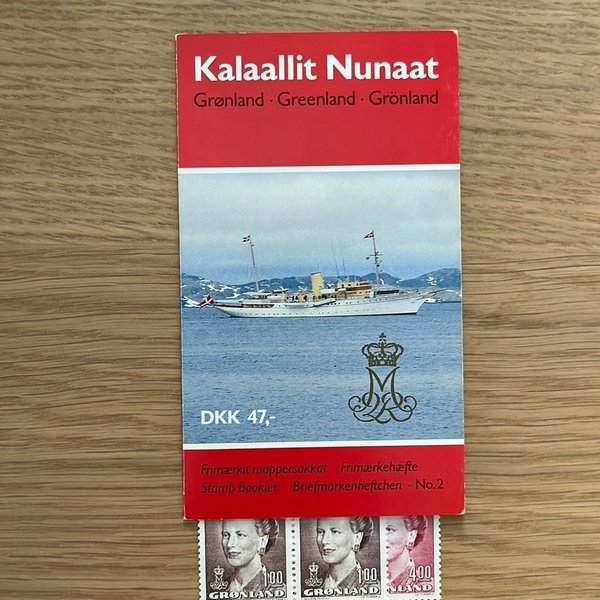 Kalaallit Nunaat
Grønland · Greenland · Grönland
DKK 47,-
Frimærkit mappersakkat Frimærkehæfte
Stamp Booklet Briefmarkenheftchen · No. 2
1.00 1.00 4.00
GRØNLAND GRØNLAND NLAND